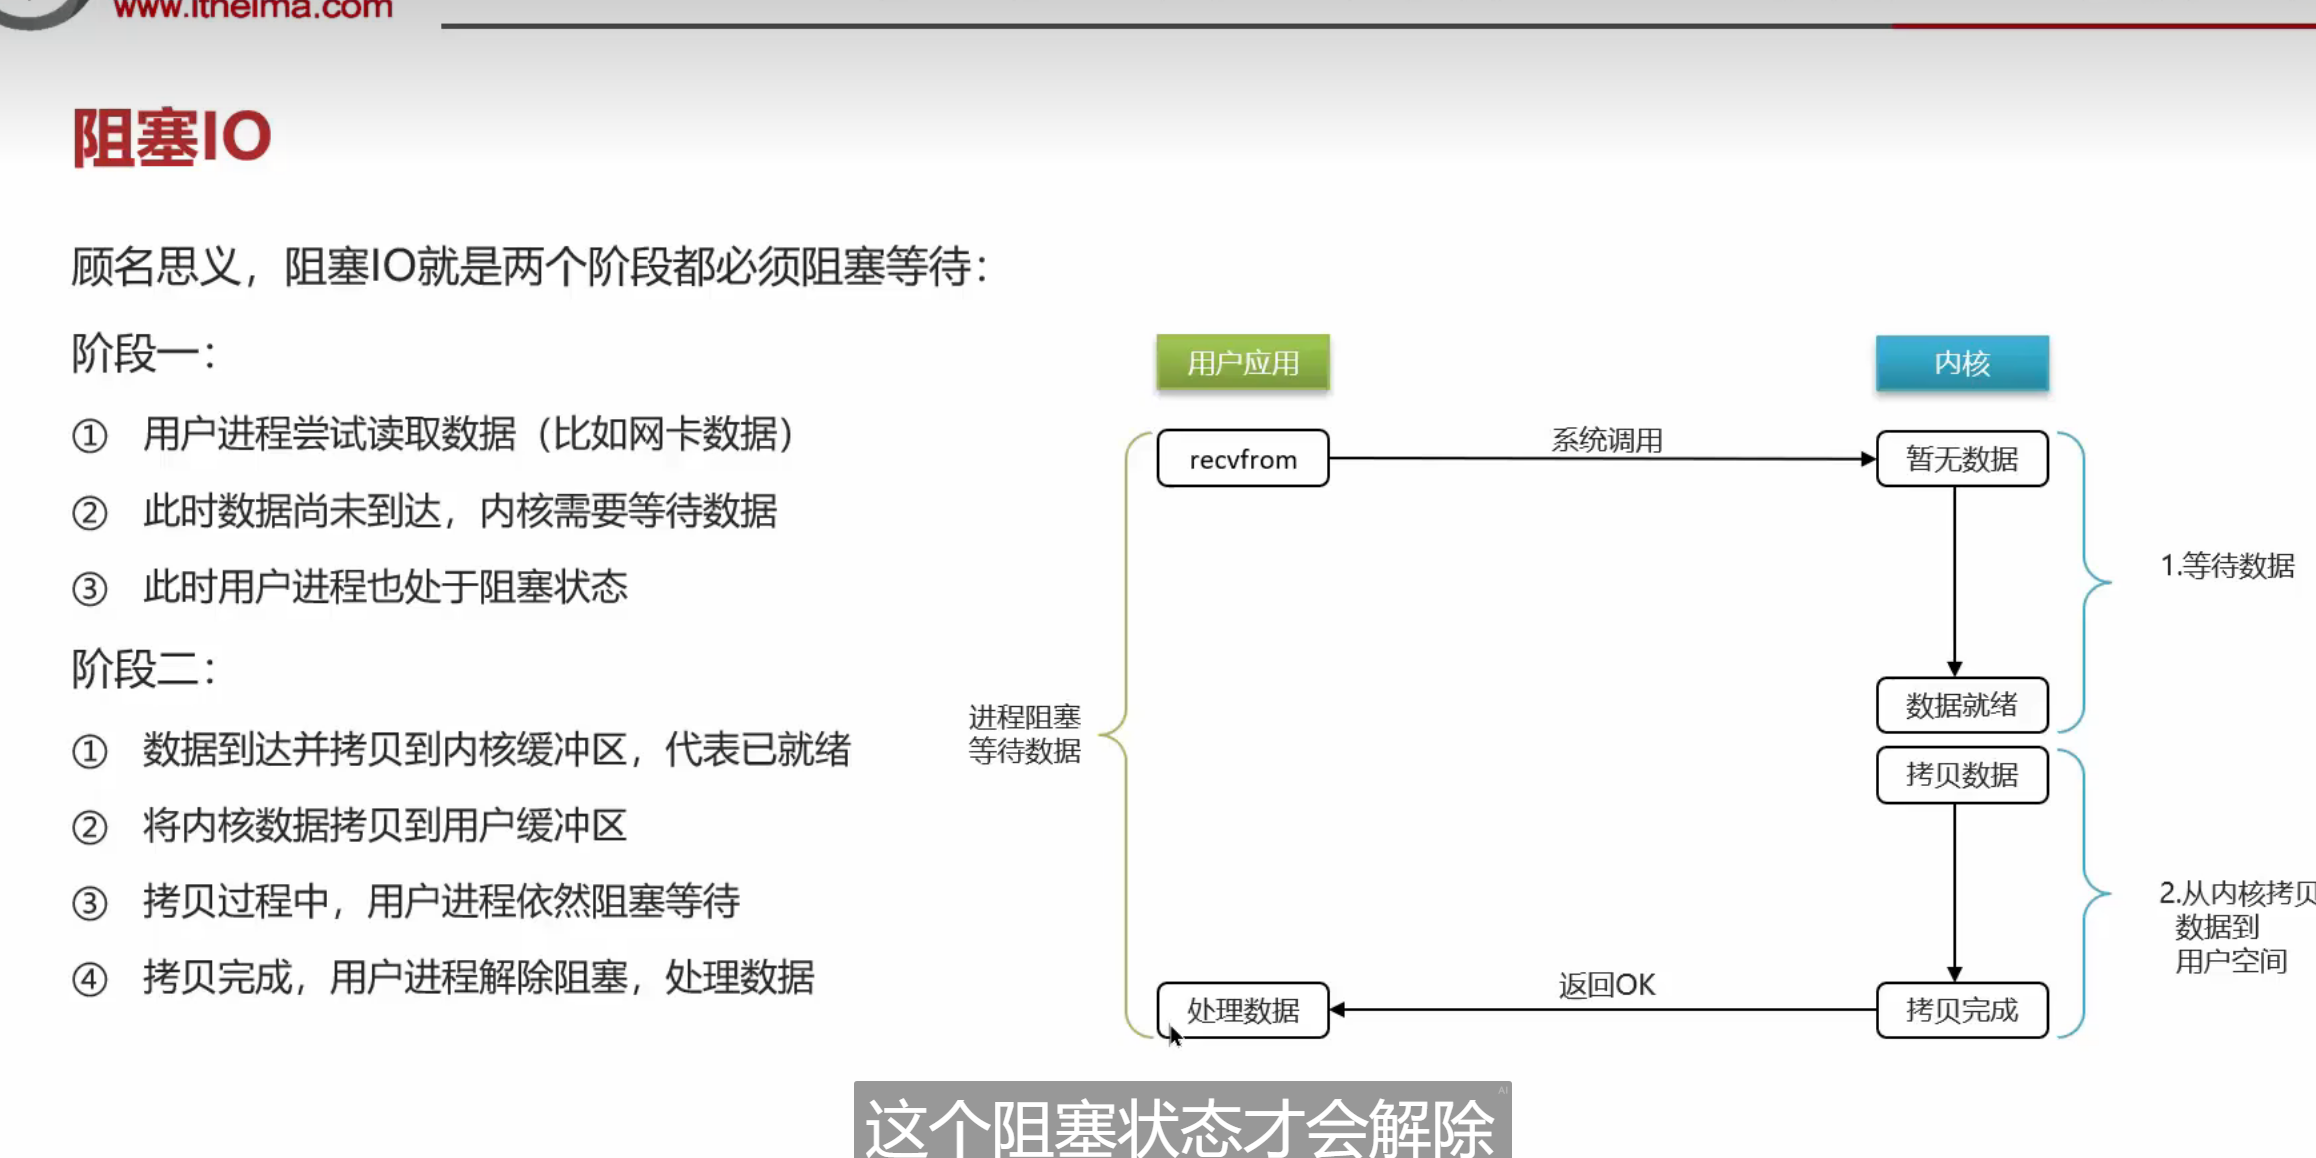 www.itheima.com
阻塞IO
顾名思义，阻塞IO就是两个阶段都必须阻塞等待：
阶段一：
① 用户进程尝试读取数据（比如网卡数据）
② 此时数据尚未到达，内核需要等待数据
③ 此时用户进程也处于阻塞状态
阶段二：
① 数据到达并拷贝到内核缓冲区，代表已就绪
② 将内核数据拷贝到用户缓冲区
③ 拷贝过程中，用户进程依然阻塞等待
④ 拷贝完成，用户进程解除阻塞，处理数据
用户应用
内核
recvfrom
系统调用
暂无数据
1.等待数据
数据就绪
进程阻塞
等待数据
拷贝数据
2.从内核拷贝
数据到
用户空间
处理数据
返回OK
拷贝完成
AI
这个阻塞状态才会解除